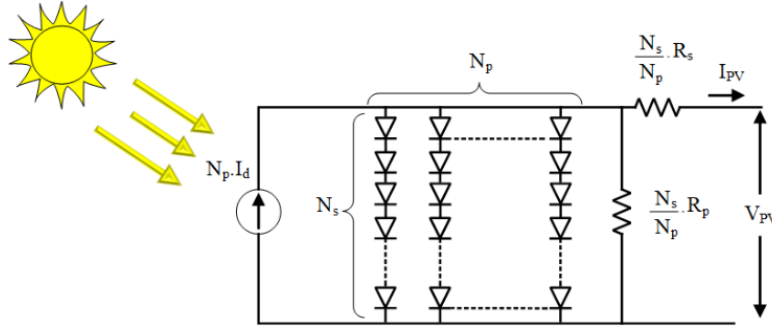 N_p
N_s/N_p . R_s
I_PV
N_p.I_d
N_s
N_s/N_p . R_p
V_PV